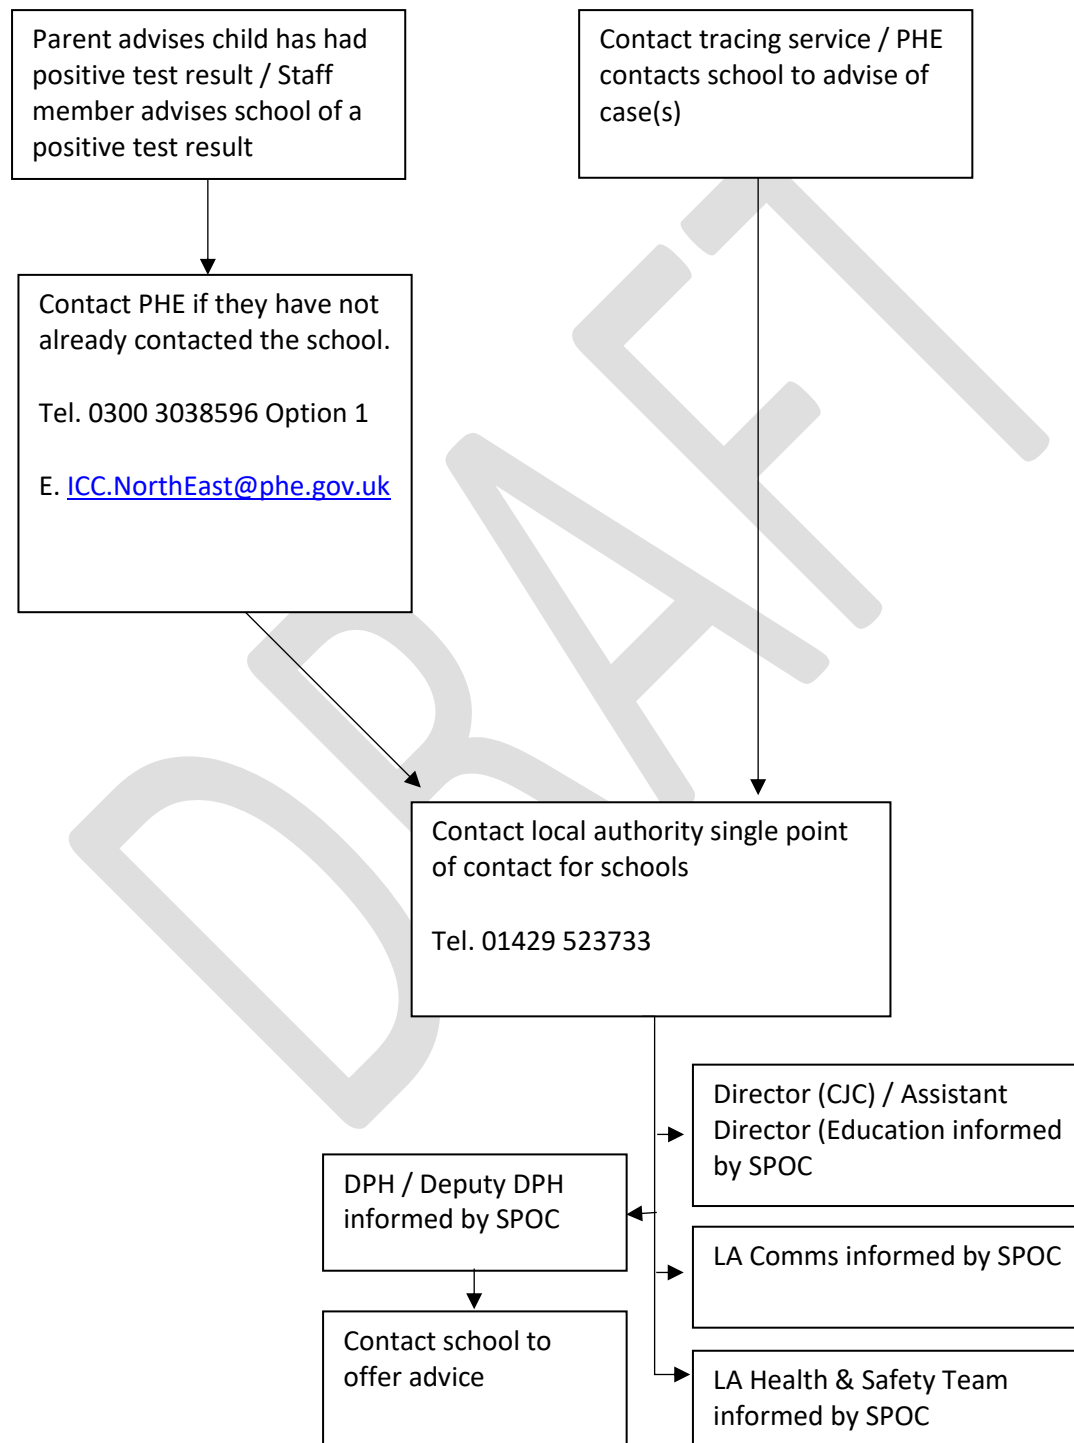 Parent advises child has had
positive test result / Staff
member advises school of a
positive test result
Contact tracing service / PHE
contacts school to advise of
case(s)
Contact PHE if they have not
already contacted the school.
Tel. 0300 3038596 Option 1
E. ICC.NorthEast@phe.gov.uk
DRAFT
Contact local authority single point
of contact for schools
Tel. 01429 523733
Director (CJC) / Assistant
Director (Education informed
by SPOC
DPH / Deputy DPH
informed by SPOC
LA Comms informed by SPOC
Contact school to
offer advice
LA Health & Safety Team
informed by SPOC